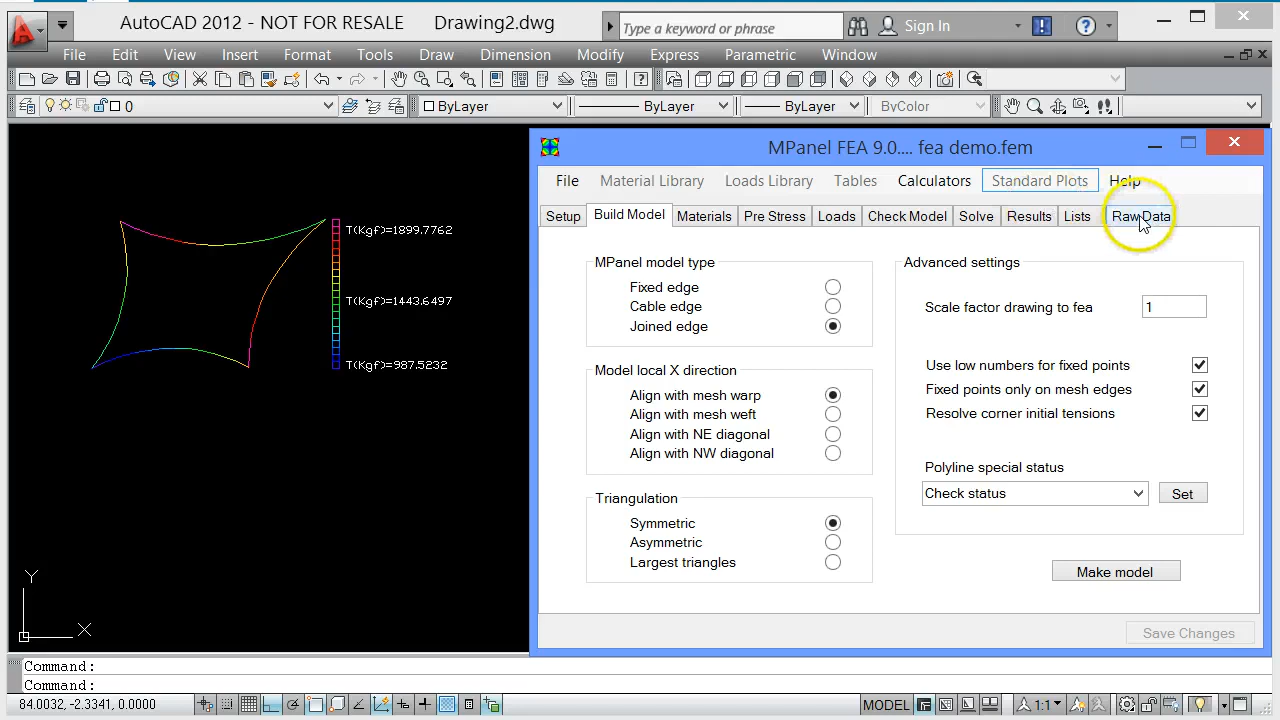 AutoCAD 2012 - NOT FOR RESALE Drawing2.dwg Type a keyword or phrase Sign In
File Edit View Insert Format Tools Draw Dimension Modify Express Parametric Window
0 ByLayer ByLayer ByLayer ByColor
MPanel FEA 9.0.... fea demo.fem
File Material Library Loads Library Tables Calculators Standard Plots Help
Setup Build Model Materials Pre Stress Loads Check Model Solve Results Lists Raw Data
T(Kgf)=1899.7762
T(Kgf)=1443.6497
T(Kgf)=987.5232
MPanel model type
Fixed edge
Cable edge
Joined edge
Model local X direction
Align with mesh warp
Align with mesh weft
Align with NE diagonal
Align with NW diagonal
Triangulation
Symmetric
Asymmetric
Largest triangles
Advanced settings
Scale factor drawing to fea 1
Use low numbers for fixed points
Fixed points only on mesh edges
Resolve corner initial tensions
Polyline special status
Check status Set
Make model
Save Changes
Y
X
Command:
Command:
84.0032, -2.3341, 0.0000 MODEL 1:1